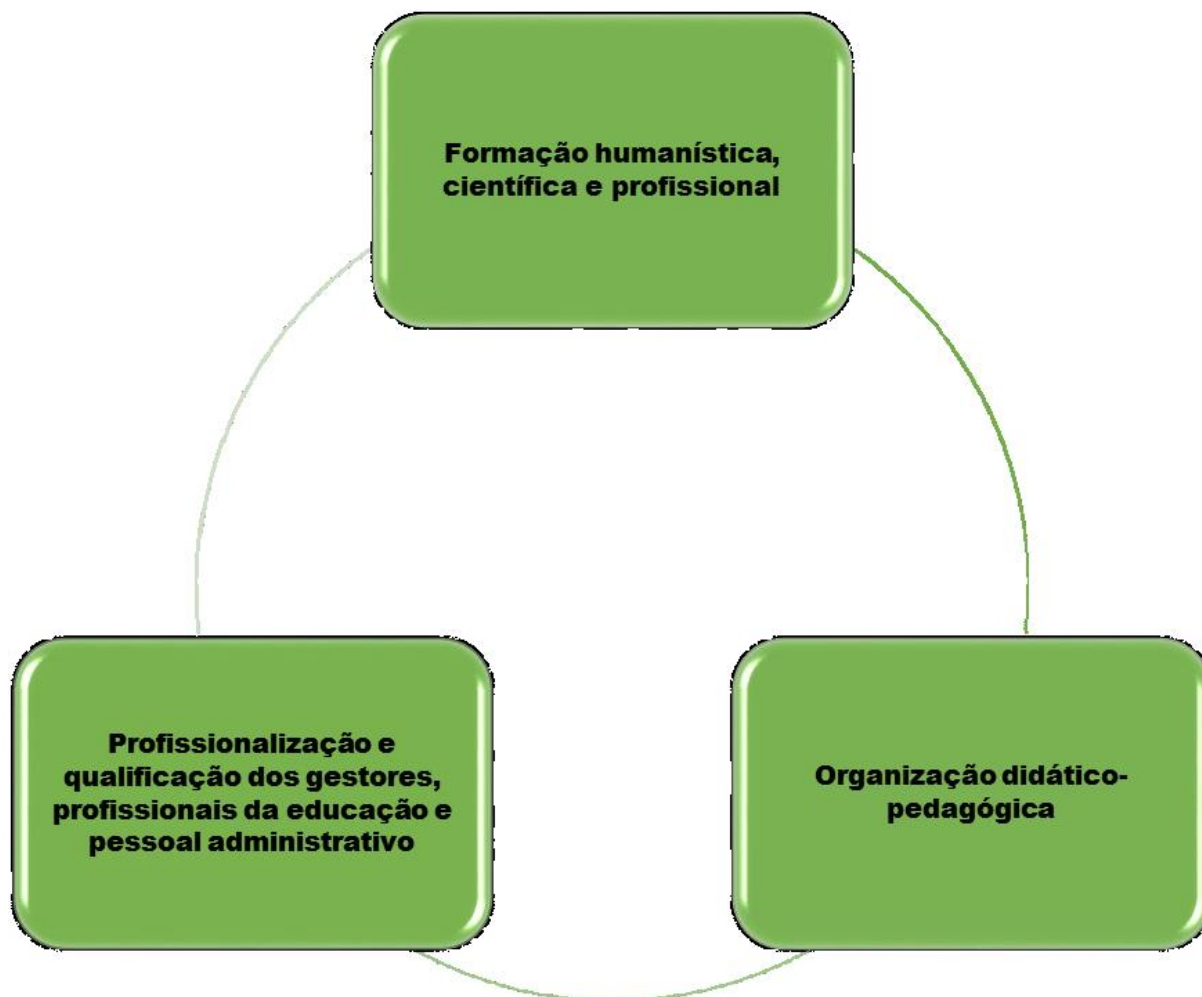 Formação humanística,
científica e profissional
Profissionalização e
qualificação dos gestores,
profissionais da educação e
pessoal administrativo
Organização didático-
pedagógica